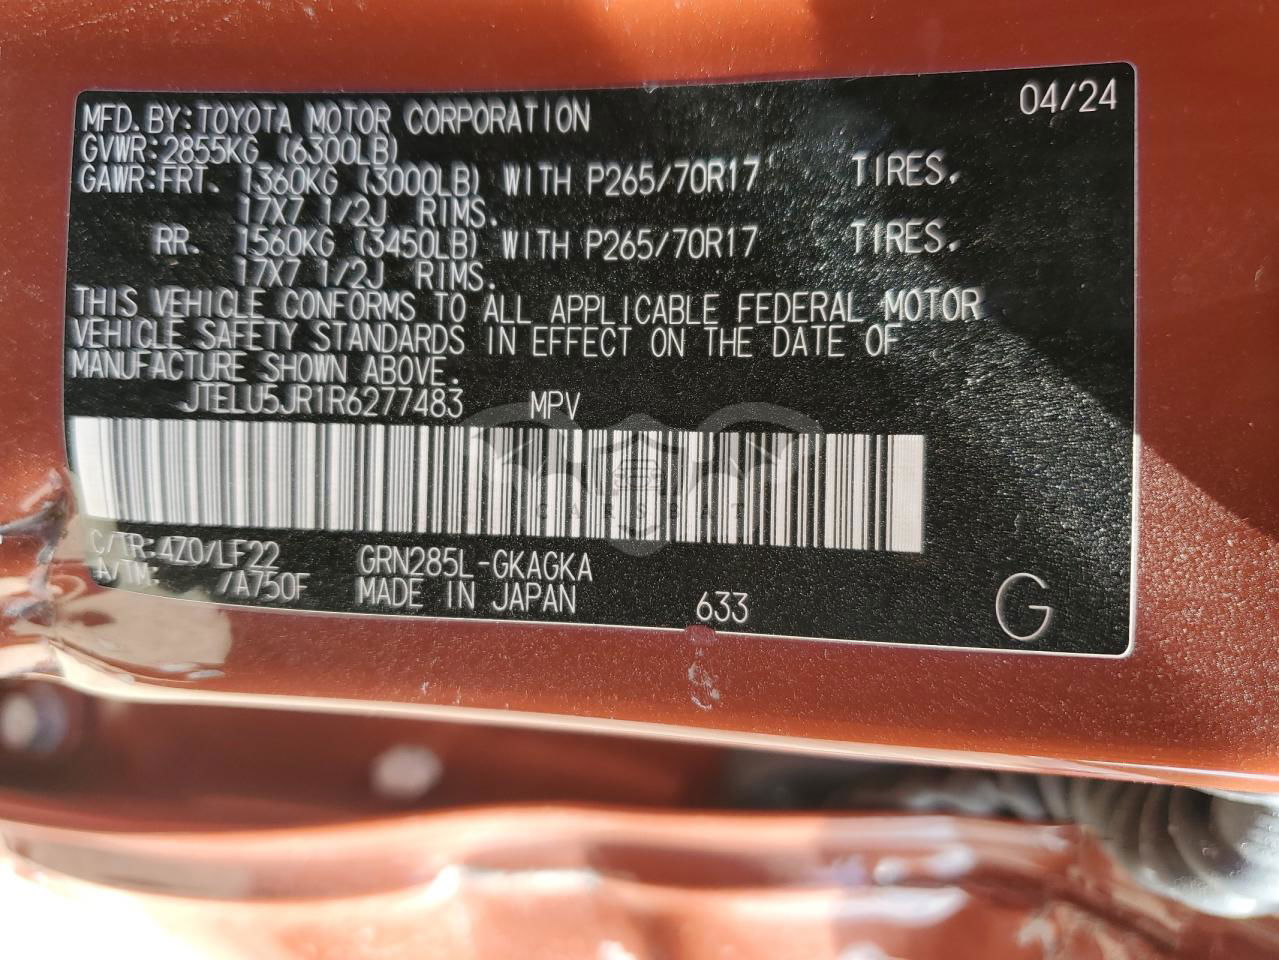 04/24
MFD. BY:TOYOTA MOTOR CORPORATION
GVWR:2855KG (6300LB)
GAWR:FRT. 1360KG (3000LB) WITH P265/70R17 TIRES.
17X7 1/2J RIMS.
RR. 1560KG (3450LB) WITH P265/70R17 TIRES.
17X7 1/2J RIMS.
THIS VEHICLE CONFORMS TO ALL APPLICABLE FEDERAL MOTOR
VEHICLE SAFETY STANDARDS IN EFFECT ON THE DATE OF
MANUFACTURE SHOWN ABOVE.
JTELU5JR1R6277483 MPV
C/TR:4Z0/LF22 GRN285L-GKAGKA
A/TM: /A750F MADE IN JAPAN 633
G